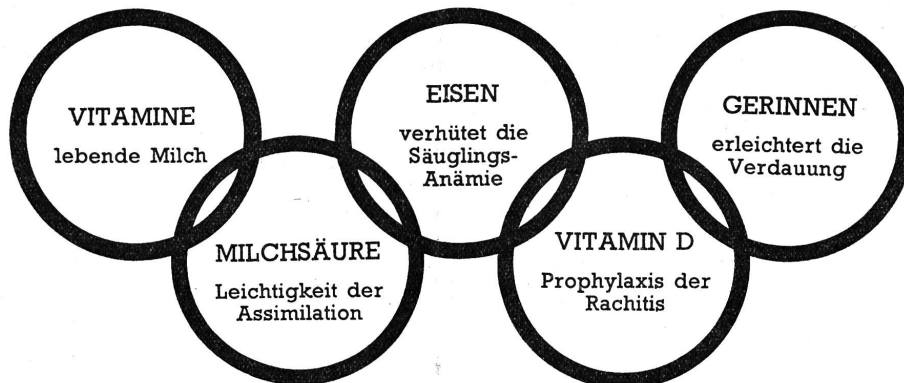 VITAMINE
lebende Milch
MILCHSÄURE
Leichtigkeit der
Assimilation
EISEN
verhütet die
Säuglings-
Anämie
VITAMIN D
Prophylaxis der
Rachitis
GERINNEN
erleichtert die
Verdauung